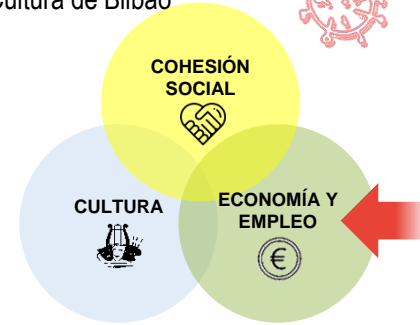 Cultura de Bilbao
COHESIÓN
SOCIAL
CULTURA
ECONOMÍA Y
EMPLEO
€